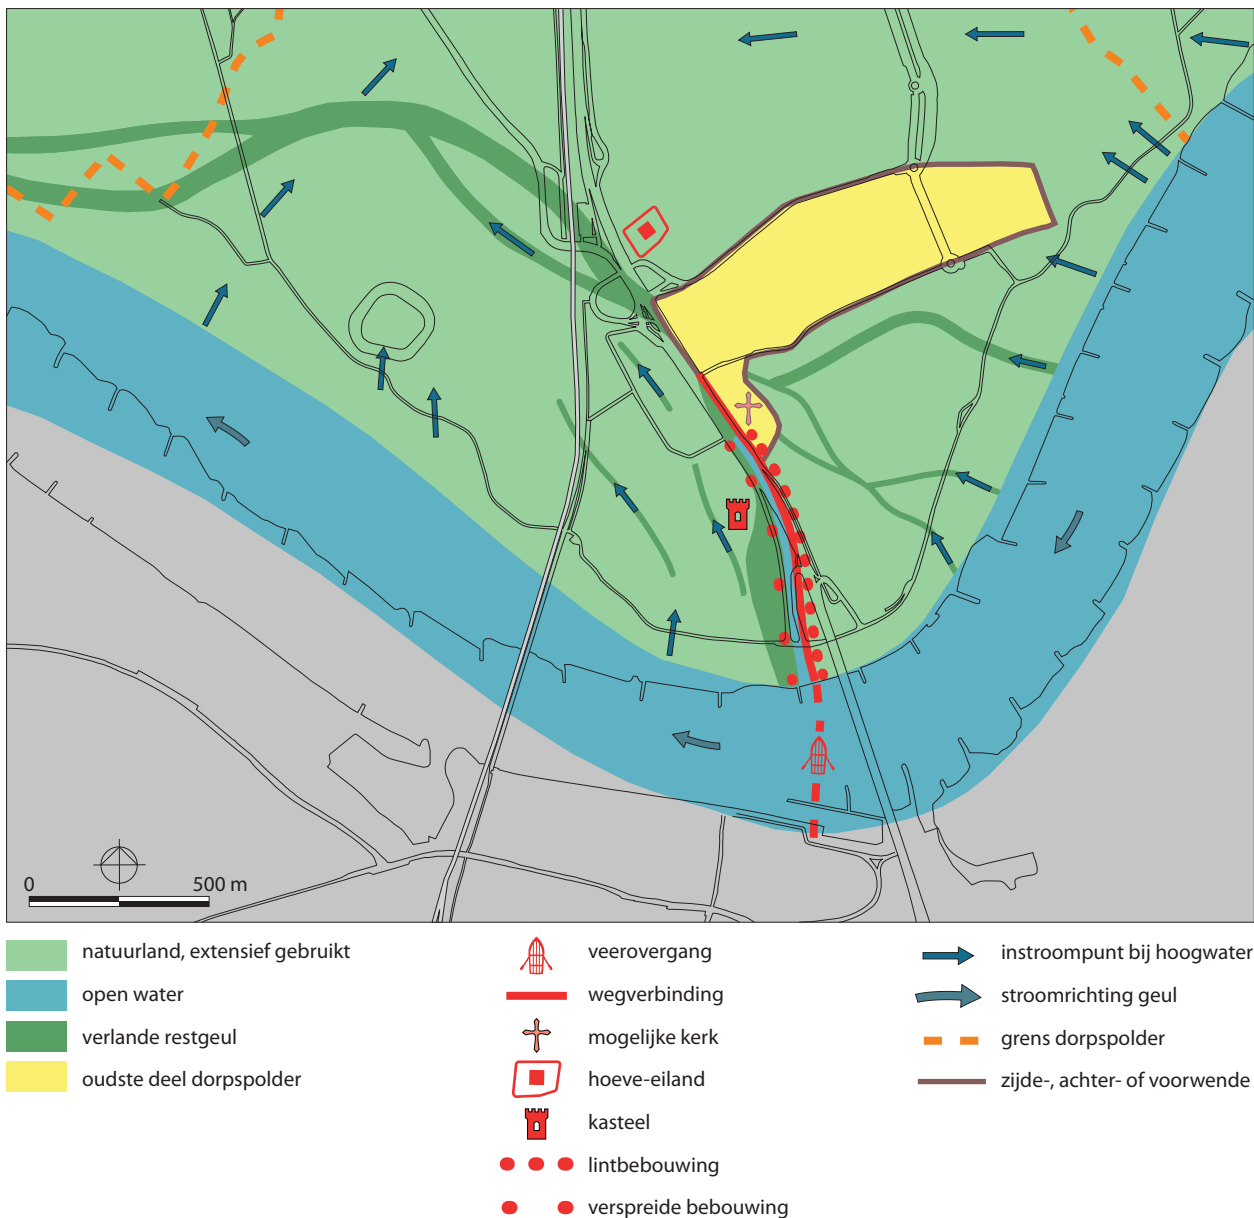 0 500 m
natuurland, extensief gebruikt
open water
verlande restgeul
oudste deel dorpspolder
veerovergang
wegverbinding
mogelijke kerk
hoeve-eiland
kasteel
lintbebouwing
verspreide bebouwing
instroompunt bij hoogwater
stroomrichting geul
grens dorpspolder
zijde-, achter- of voorwende